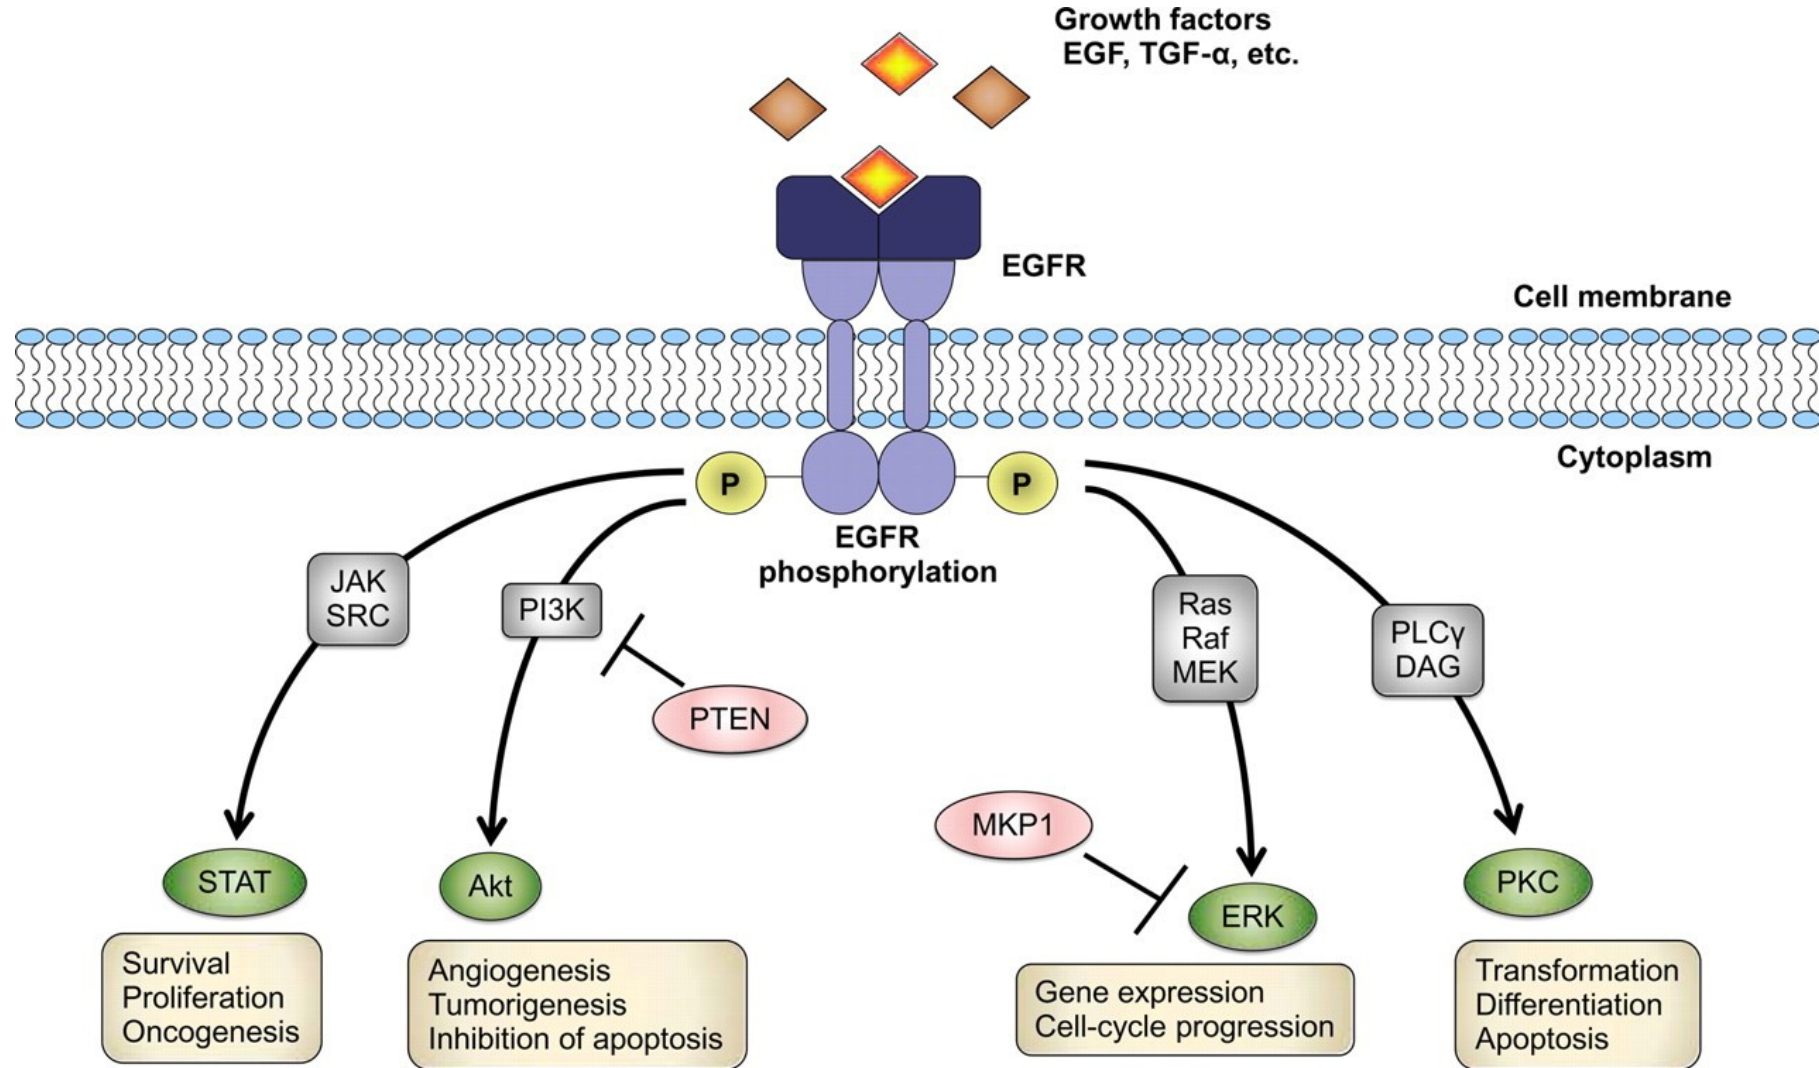 Growth factors
EGF, TGF-α, etc.
EGFR
Cell membrane
Cytoplasm
P
P
EGFR
phosphorylation
JAK
SRC
PI3K
Ras
Raf
MEK
PLCγ
DAG
PTEN
MKP1
STAT
Akt
ERK
PKC
Survival
Proliferation
Oncogenesis
Angiogenesis
Tumorigenesis
Inhibition of apoptosis
Gene expression
Cell-cycle progression
Transformation
Differentiation
Apoptosis